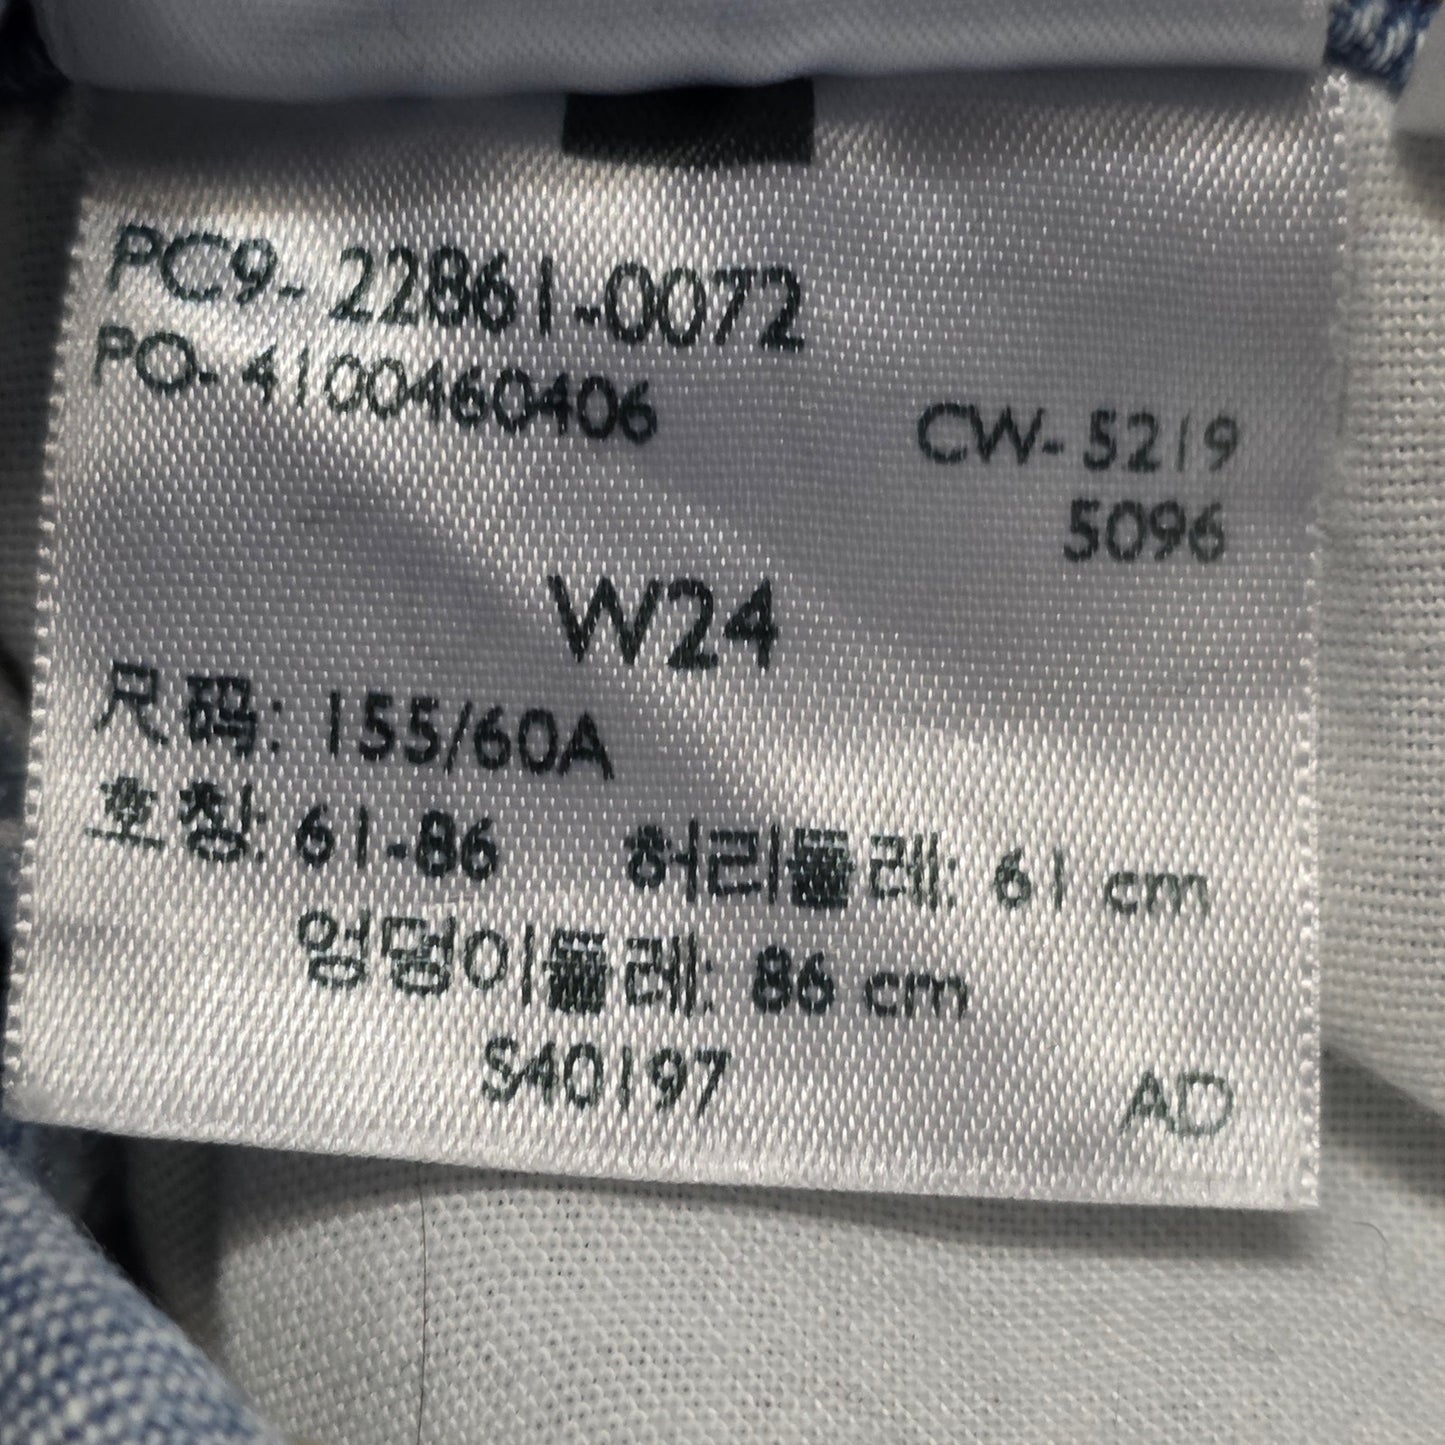 PC9-22861-0072
PO-4100460406
CW-5219
5096
W24
尺码: 155/60A
호칭: 61-86 허리둘레: 61 cm
엉덩이둘레: 86 cm
S40197
AD